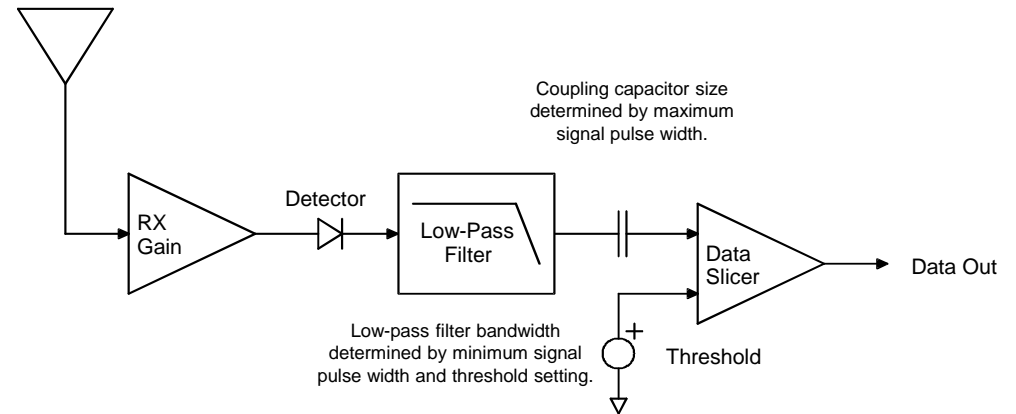 Coupling capacitor size
determined by maximum
signal pulse width.
Detector
RX
Gain
Low-Pass
Filter
Data
Slicer
Data Out
Low-pass filter bandwidth
determined by minimum signal
pulse width and threshold setting.
+
Threshold